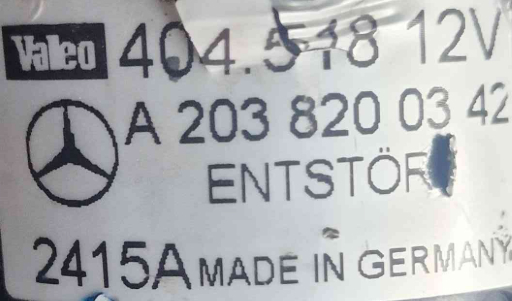 Valeo 404.518 12V
A 203 820 03 42
ENTSTÖR
2415A MADE IN GERMANY